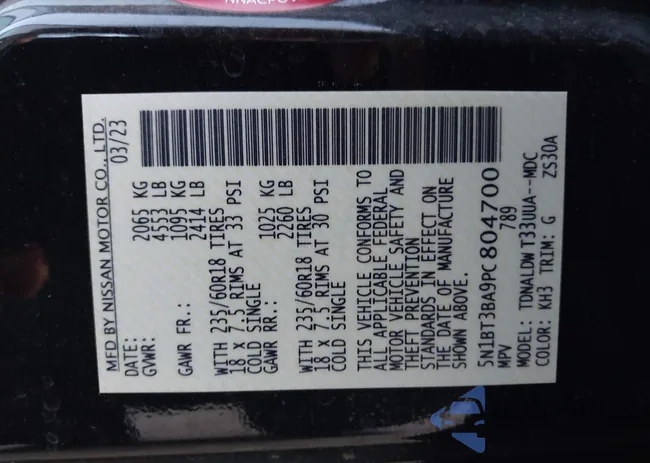 MFD BY NISSAN MOTOR CO., LTD.
DATE: 03/23
GVWR: 2065 KG
4553 LB
GAWR FR.: 1095 KG
2414 LB
WITH 235/60R18 TIRES
18 X 7.5 RIMS AT 33 PSI
COLD SINGLE
GAWR RR.: 1025 KG
2260 LB
WITH 235/60R18 TIRES
18 X 7.5 RIMS AT 30 PSI
COLD SINGLE
THIS VEHICLE CONFORMS TO
ALL APPLICABLE FEDERAL
MOTOR VEHICLE SAFETY AND
THEFT PREVENTION
STANDARDS IN EFFECT ON
THE DATE OF MANUFACTURE
SHOWN ABOVE.
5N1BT3BA9PC804700
MPV 789
MODEL: TDNALDW T33UUA--MDC
COLOR: KH3 TRIM: G ZS30A